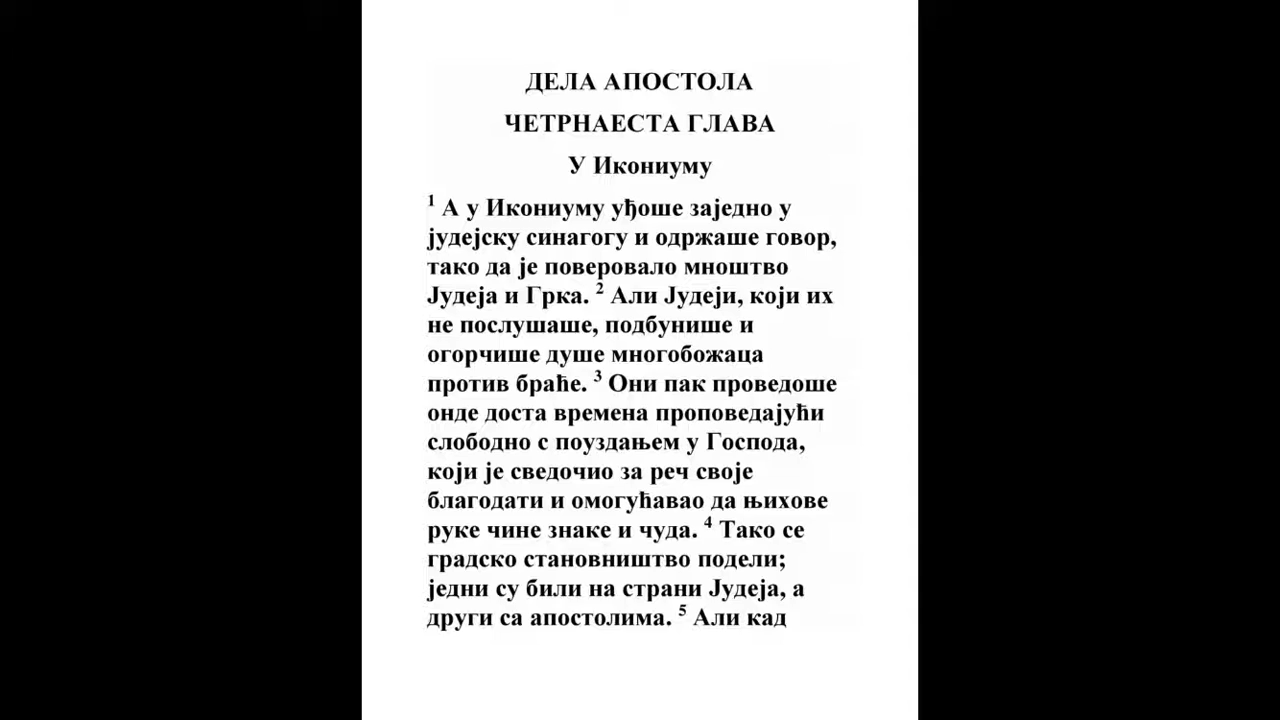 ДЕЛА АПОСТОЛА
ЧЕТРНАЕСТА ГЛАВА
У Икониуму
1 А у Икониуму уђоше заједно у
јудејску синагогу и одржаше говор,
тако да је поверовало мноштво
Јудеја и Грка. 2 Али Јудеји, који их
не послушаше, подбунише и
огорчише душе многобожаца
против браће. 3 Они пак проведоше
онде доста времена проповедајући
слободно с поуздањем у Господа,
који је сведочио за реч своје
благодати и омогућавао да њихове
руке чине знаке и чуда. 4 Тако се
градско становништво подели;
једни су били на страни Јудеја, а
други са апостолима. 5 Али кад